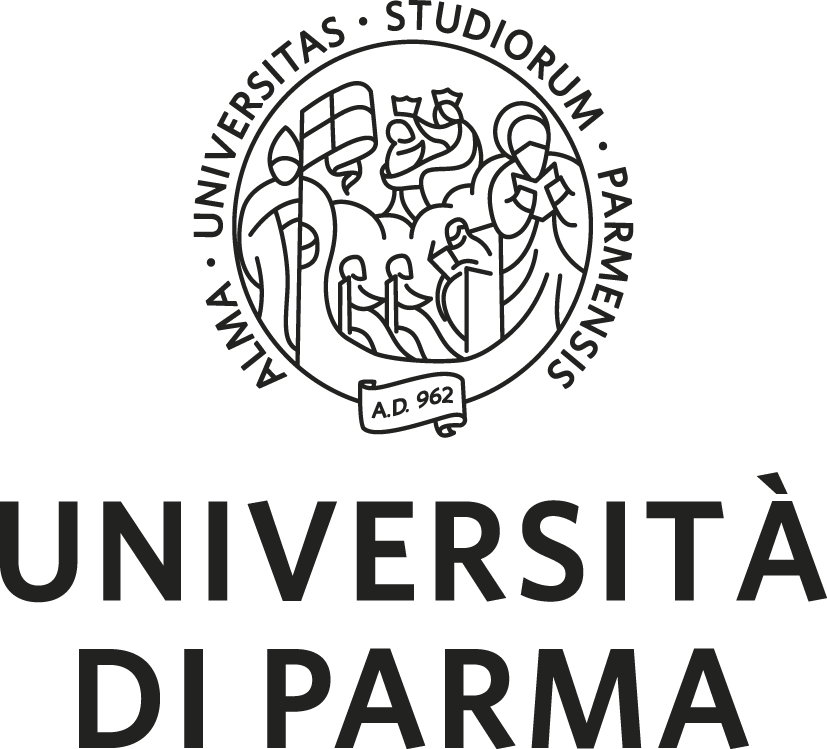 ALMA · UNIVERSITAS · STUDIORUM · PARMENSIS
A.D. 962
UNIVERSITÀ
DI PARMA